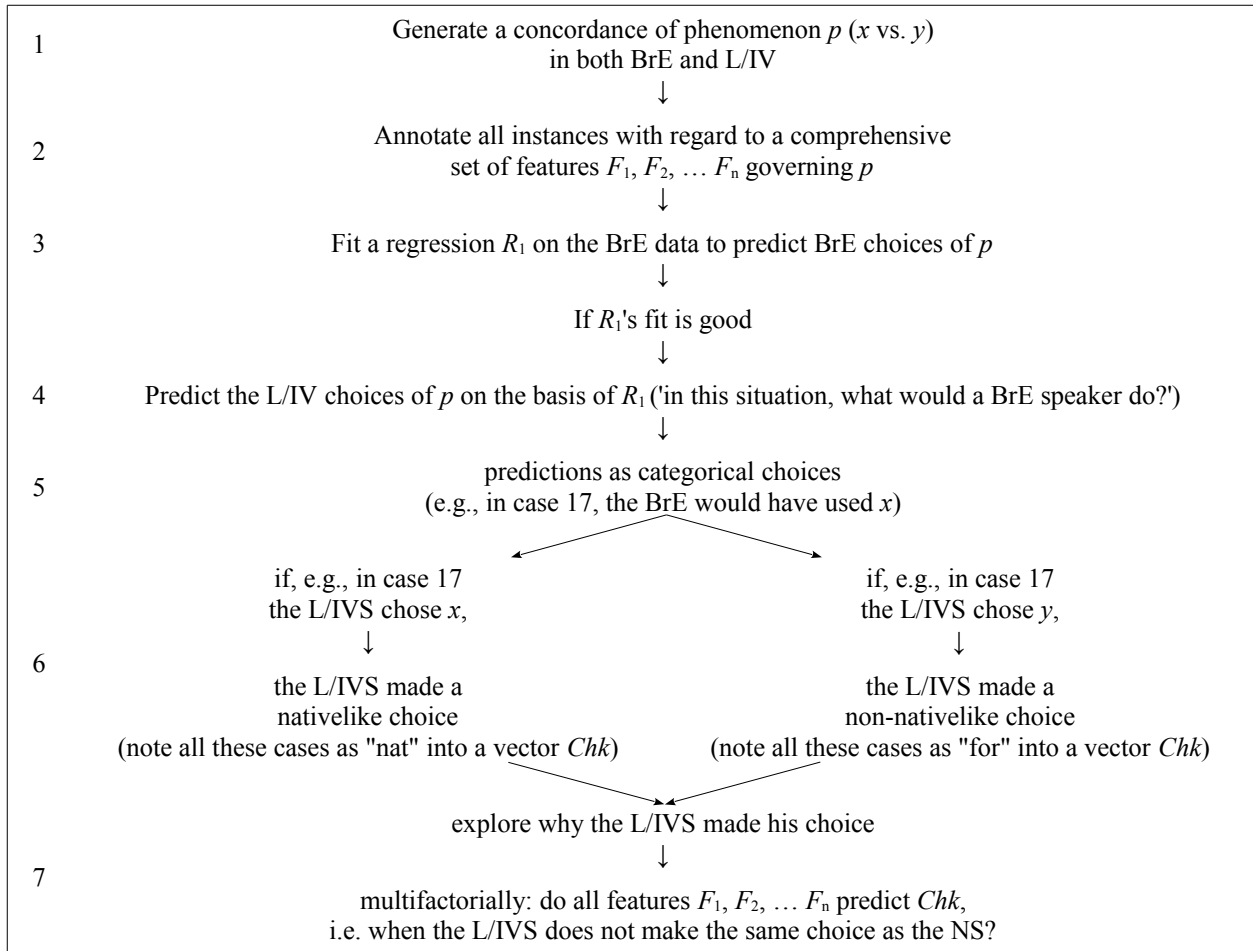 1
Generate a concordance of phenomenon p (x vs. y)
in both BrE and L/IV
↓
2
Annotate all instances with regard to a comprehensive
set of features F₁, F₂, … Fₙ governing p
↓
3
Fit a regression R₁ on the BrE data to predict BrE choices of p
↓
If R₁'s fit is good
↓
4
Predict the L/IV choices of p on the basis of R₁ ('in this situation, what would a BrE speaker do?')
↓
5
predictions as categorical choices
(e.g., in case 17, the BrE would have used x)
6
if, e.g., in case 17
the L/IVS chose x,
↓
the L/IVS made a
nativelike choice
(note all these cases as "nat" into a vector Chk)
if, e.g., in case 17
the L/IVS chose y,
↓
the L/IVS made a
non-nativelike choice
(note all these cases as "for" into a vector Chk)
7
explore why the L/IVS made his choice
↓
multifactorially: do all features F₁, F₂, … Fₙ predict Chk,
i.e. when the L/IVS does not make the same choice as the NS?